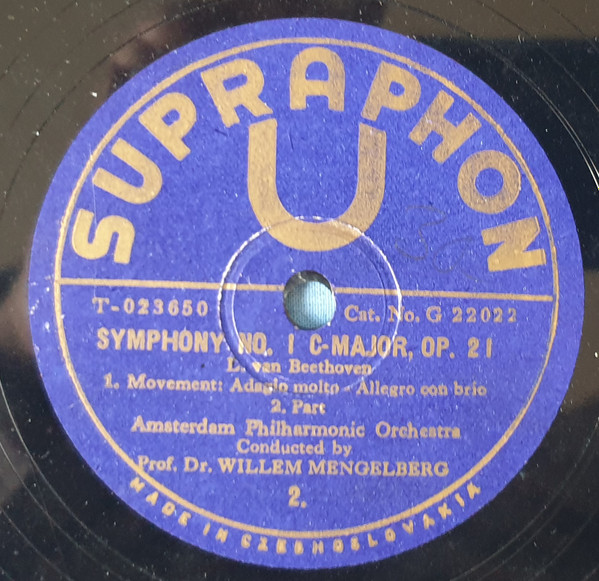 SUPRAPHON
U
T-023650
Cat. No. G 22022
SYMPHONY NO. 1 C-MAJOR, OP. 21
L. van Beethoven
1. Movement: Adagio molto - Allegro con brio
2. Part
Amsterdam Philharmonic Orchestra
Conducted by
Prof. Dr. WILLEM MENGELBERG
2.
MADE IN CZECHOSLOVAKIA